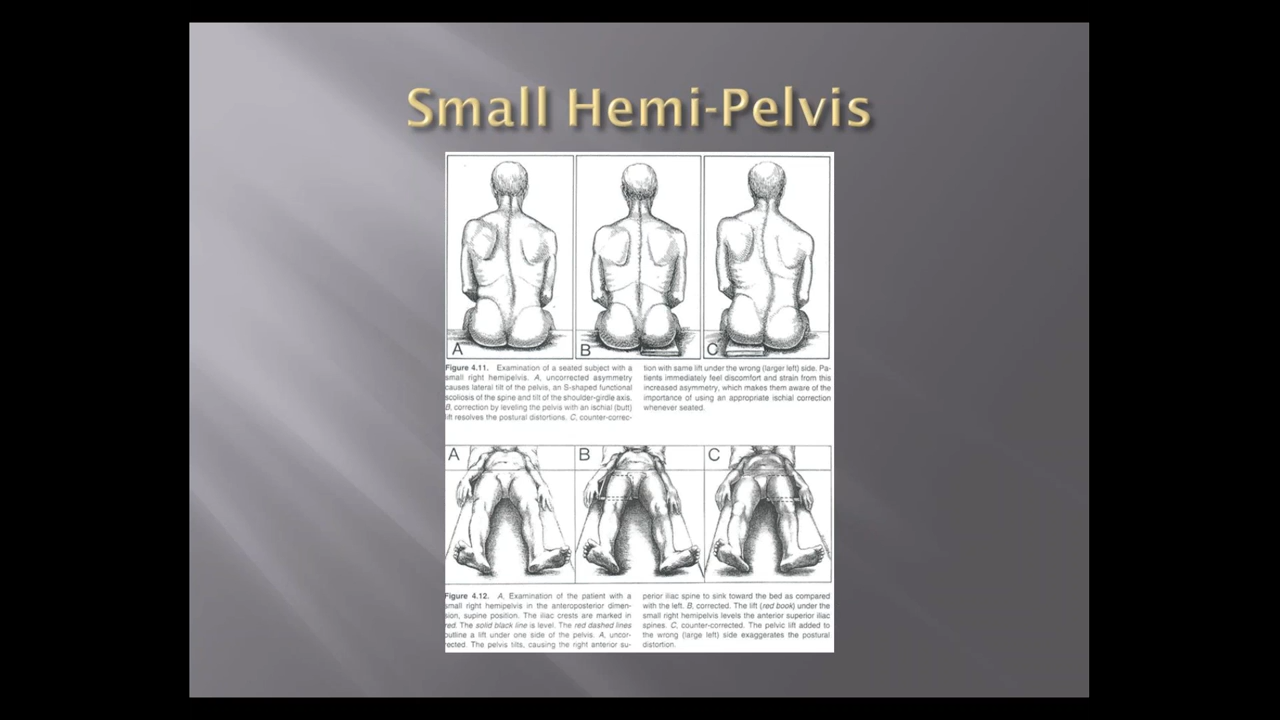 Small Hemi-Pelvis
A
B
C
Figure 4.11. Examination of a seated subject with a
small right hemipelvis. A, uncorrected asymmetry
causes lateral tilt of the pelvis, an S-shaped functional
scoliosis of the spine and tilt of the shoulder-girdle axis.
B, correction by leveling the pelvis with an ischial (butt)
lift resolves the postural distortions. C, counter-correc-
tion with same lift under the wrong (larger left) side. Pa-
tients immediately feel discomfort and strain from this
increased asymmetry, which makes them aware of the
importance of using an appropriate ischial correction
whenever seated.
A
B
C
Figure 4.12. A, Examination of the patient with a
small right hemipelvis in the anteroposterior dimen-
sion, supine position. The iliac crests are marked in
red. The solid black line is level. The red dashed lines
outline a lift under one side of the pelvis. A, uncor-
rected. The pelvis tilts, causing the right anterior su-
perior iliac spine to sink toward the bed as compared
with the left. B, corrected. The lift (red book) under the
small right hemipelvis levels the anterior superior iliac
spines. C, counter-corrected. The pelvic lift added to
the wrong (large left) side exaggerates the postural
distortion.